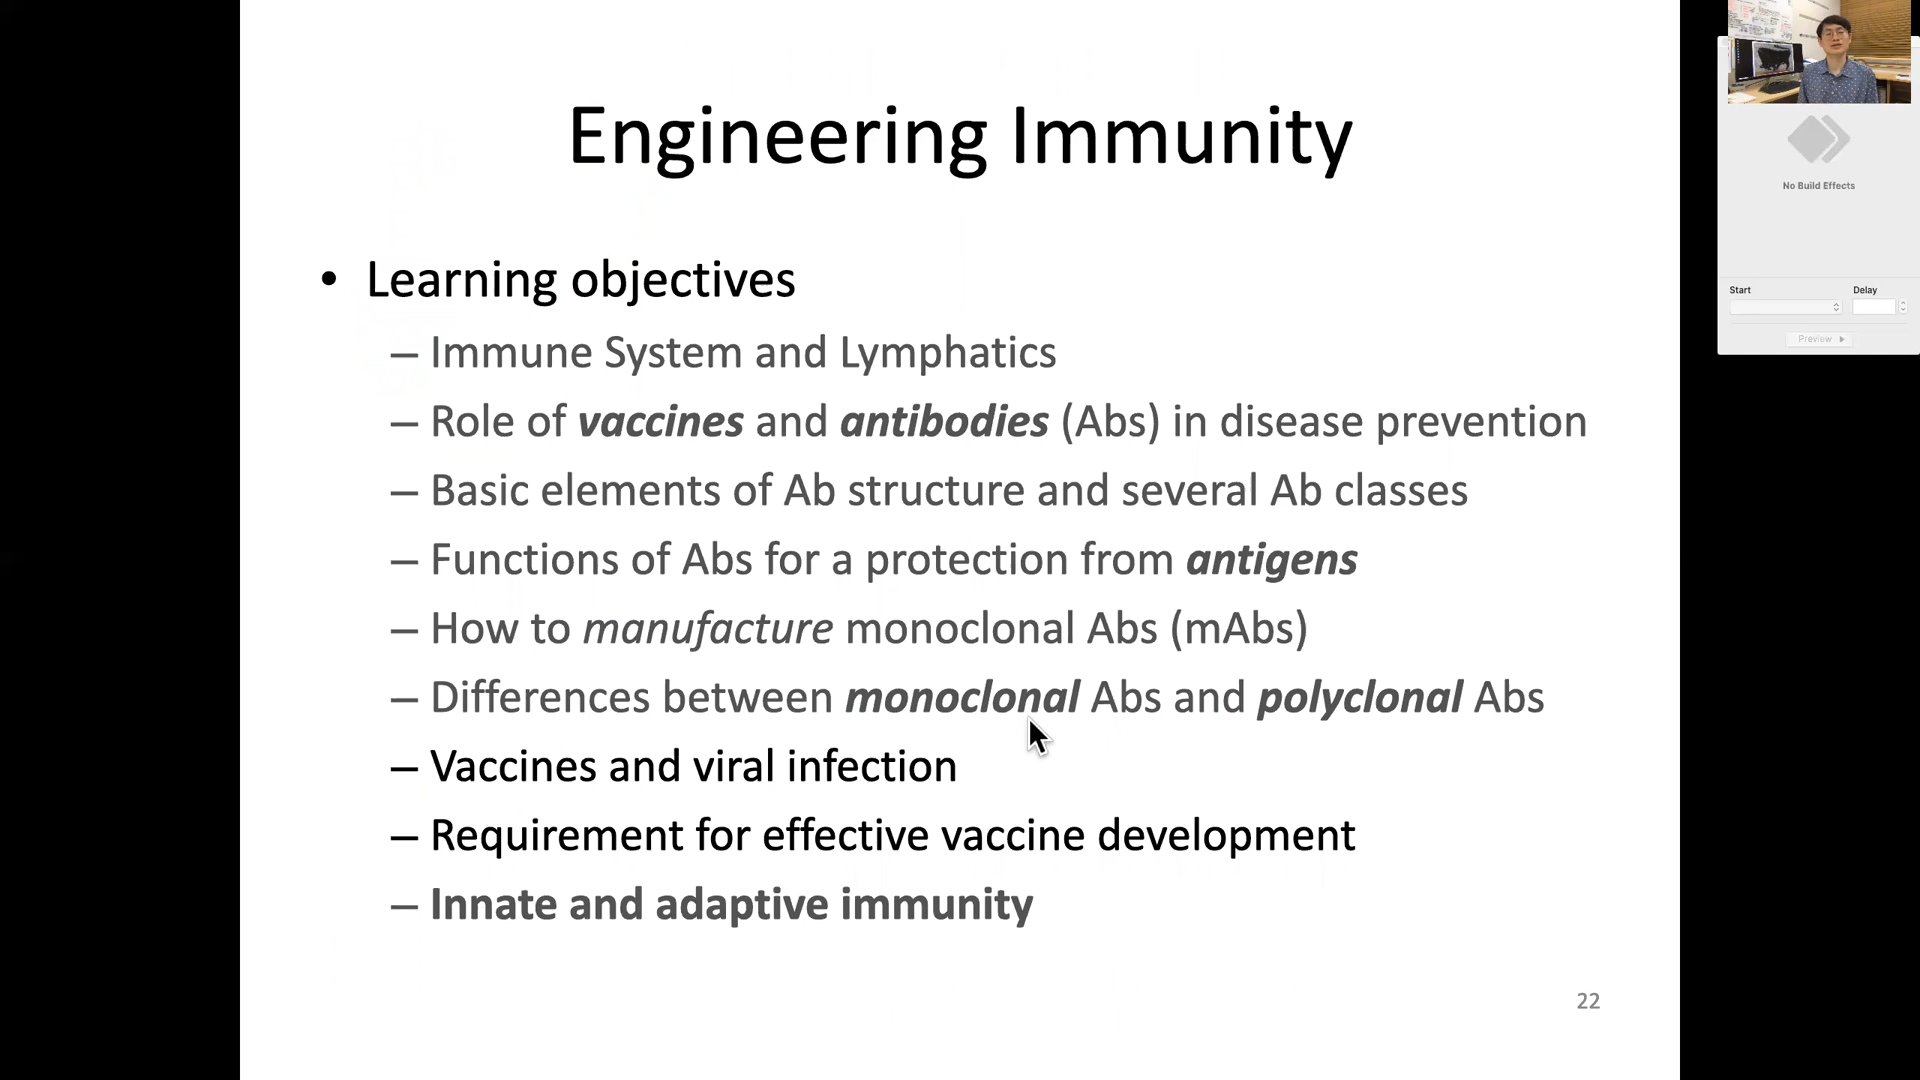 Engineering Immunity
• Learning objectives
– Immune System and Lymphatics
– Role of vaccines and antibodies (Abs) in disease prevention
– Basic elements of Ab structure and several Ab classes
– Functions of Abs for a protection from antigens
– How to manufacture monoclonal Abs (mAbs)
– Differences between monoclonal Abs and polyclonal Abs
– Vaccines and viral infection
– Requirement for effective vaccine development
– Innate and adaptive immunity
22
No Build Effects
Start Delay
Preview